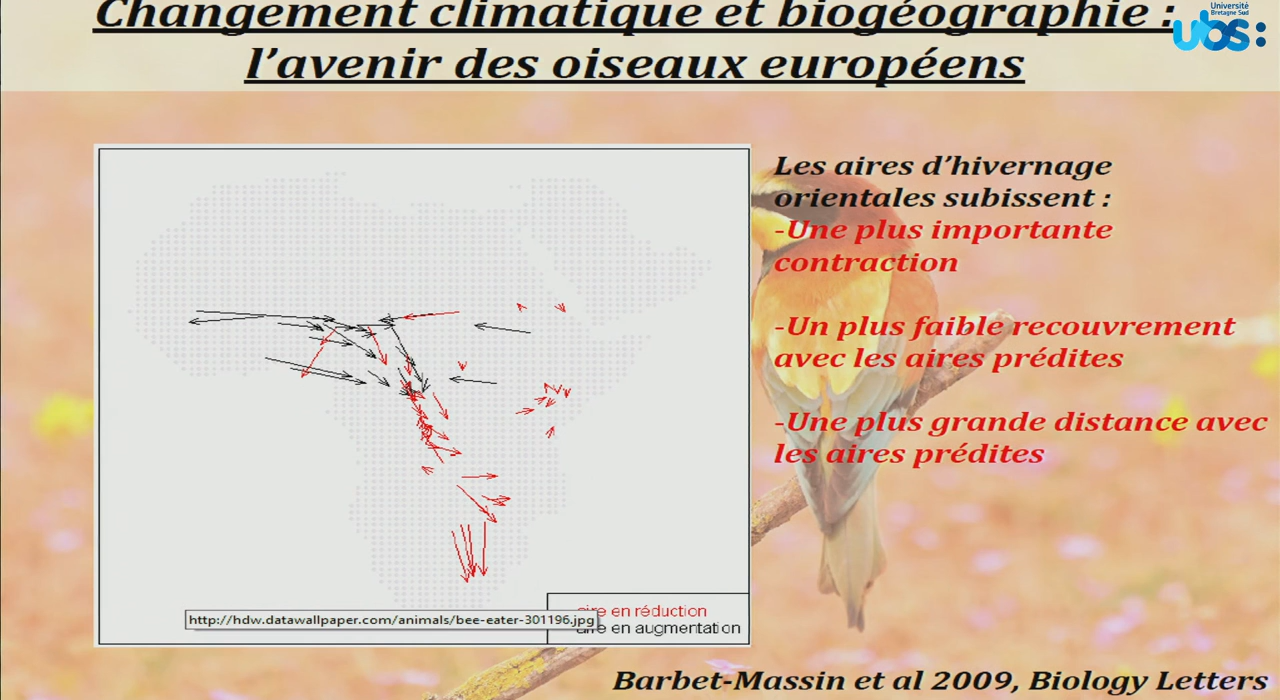 Changement climatique et biogéographie :
l’avenir des oiseaux européens
Université
Bretagne Sud
ubs:
Les aires d’hivernage
orientales subissent :
-Une plus importante
contraction
-Un plus faible recouvrement
avec les aires prédites
-Une plus grande distance avec
les aires prédites
aire en réduction
aire en augmentation
http://hdw.datawallpaper.com/animals/bee-eater-301196.jpg
Barbet-Massin et al 2009, Biology Letters